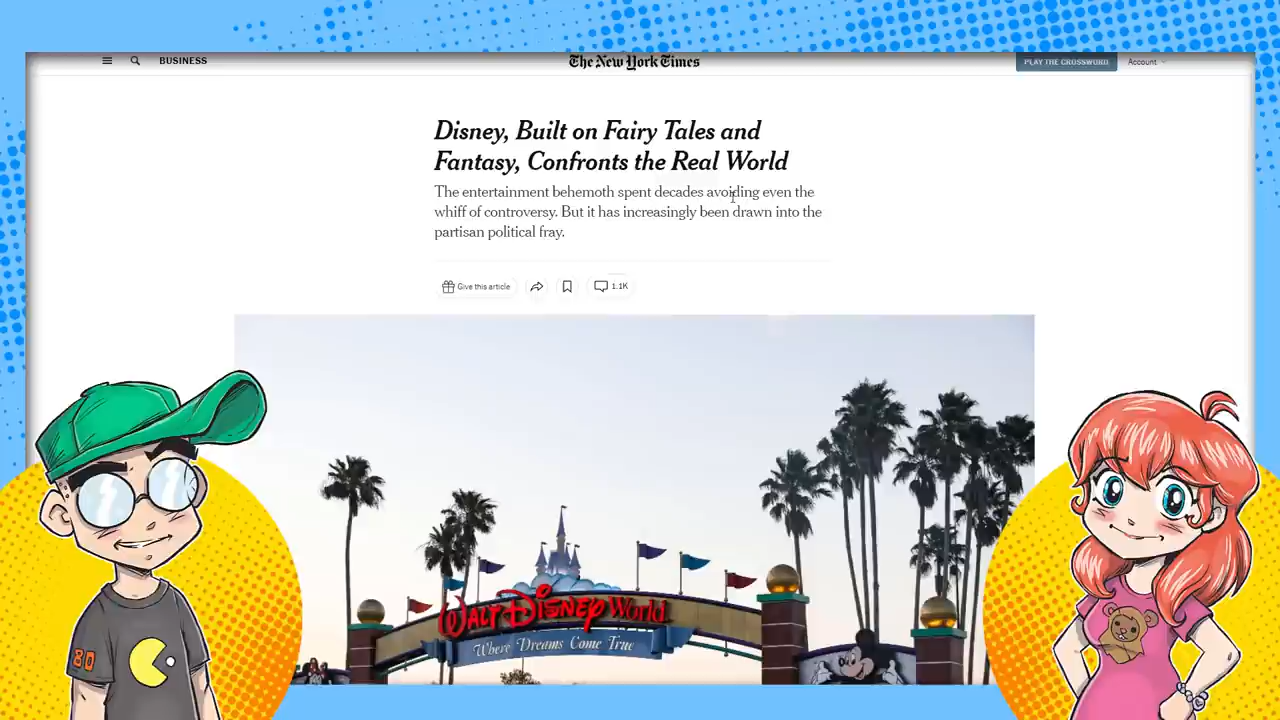 BUSINESS
The New York Times
PLAY THE CROSSWORD
Account
Disney, Built on Fairy Tales and
Fantasy, Confronts the Real World
The entertainment behemoth spent decades avoiding even the
whiff of controversy. But it has increasingly been drawn into the
partisan political fray.
Give this article
1.1K
WALT DISNEY World
Where Dreams Come True
80